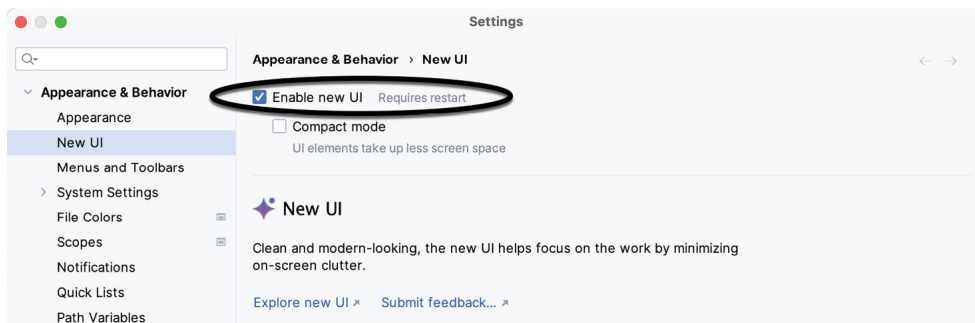 Settings
Appearance & Behavior › New UI
Appearance & Behavior
Enable new UI Requires restart
Appearance
Compact mode
New UI
UI elements take up less screen space
Menus and Toolbars
System Settings
New UI
File Colors
Scopes
Clean and modern-looking, the new UI helps focus on the work by minimizing
on-screen clutter.
Notifications
Quick Lists
Explore new UI ↗ Submit feedback... ↗
Path Variables